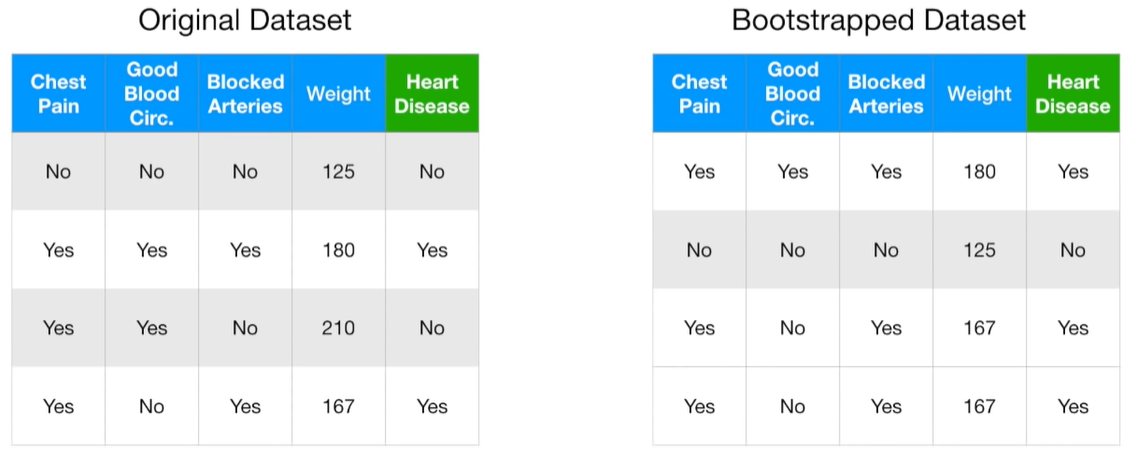 Original Dataset
Chest Pain Good Blood Circ. Blocked Arteries Weight Heart Disease
No No No 125 No
Yes Yes Yes 180 Yes
Yes Yes No 210 No
Yes No Yes 167 Yes
Bootstrapped Dataset
Chest Pain Good Blood Circ. Blocked Arteries Weight Heart Disease
Yes Yes Yes 180 Yes
No No No 125 No
Yes No Yes 167 Yes
Yes No Yes 167 Yes